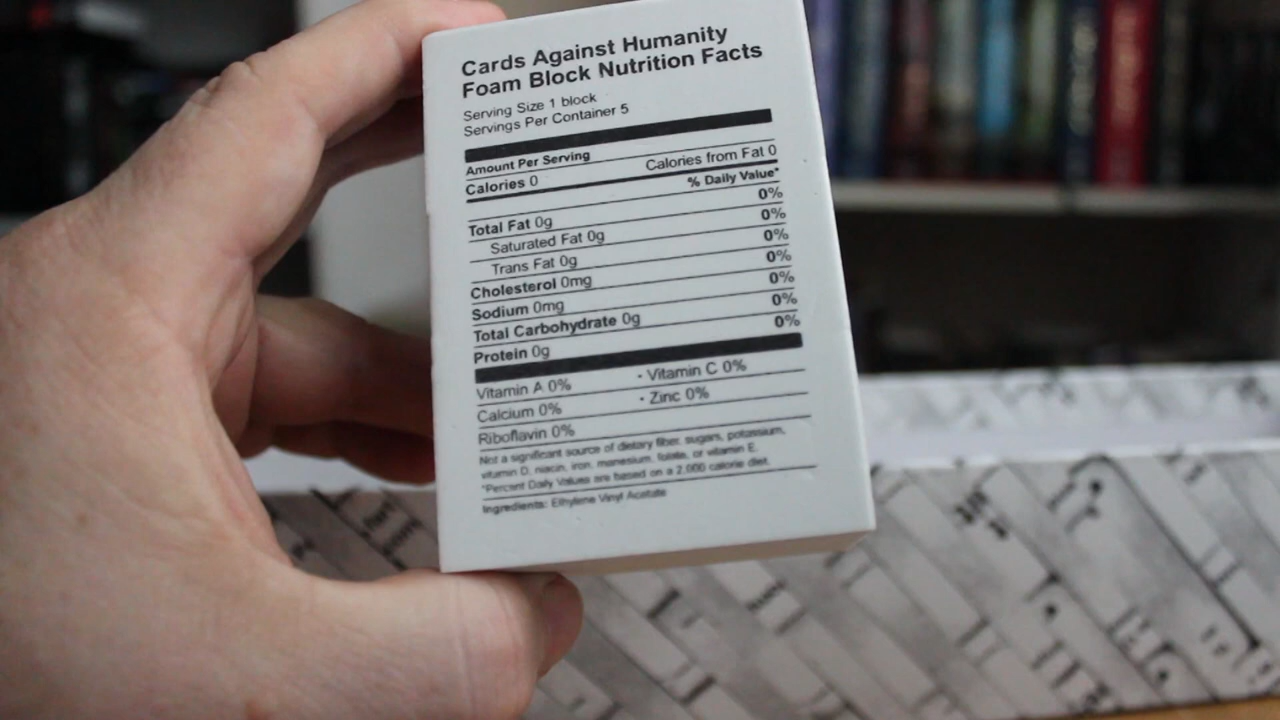 Cards Against Humanity
Foam Block Nutrition Facts
Serving Size 1 block
Servings Per Container 5
Amount Per Serving
Calories 0 Calories from Fat 0
% Daily Value*
Total Fat 0g 0%
Saturated Fat 0g 0%
Trans Fat 0g 0%
Cholesterol 0mg 0%
Sodium 0mg 0%
Total Carbohydrate 0g 0%
Protein 0g 0%
Vitamin A 0% · Vitamin C 0%
Calcium 0% · Zinc 0%
Riboflavin 0%
Not a significant source of dietary fiber, sugars, potassium,
vitamin D, niacin, iron, manesium, folate, or vitamin E.
*Percent Daily Values are based on a 2,000 calorie diet.
Ingredients: Ethylene Vinyl Acetate